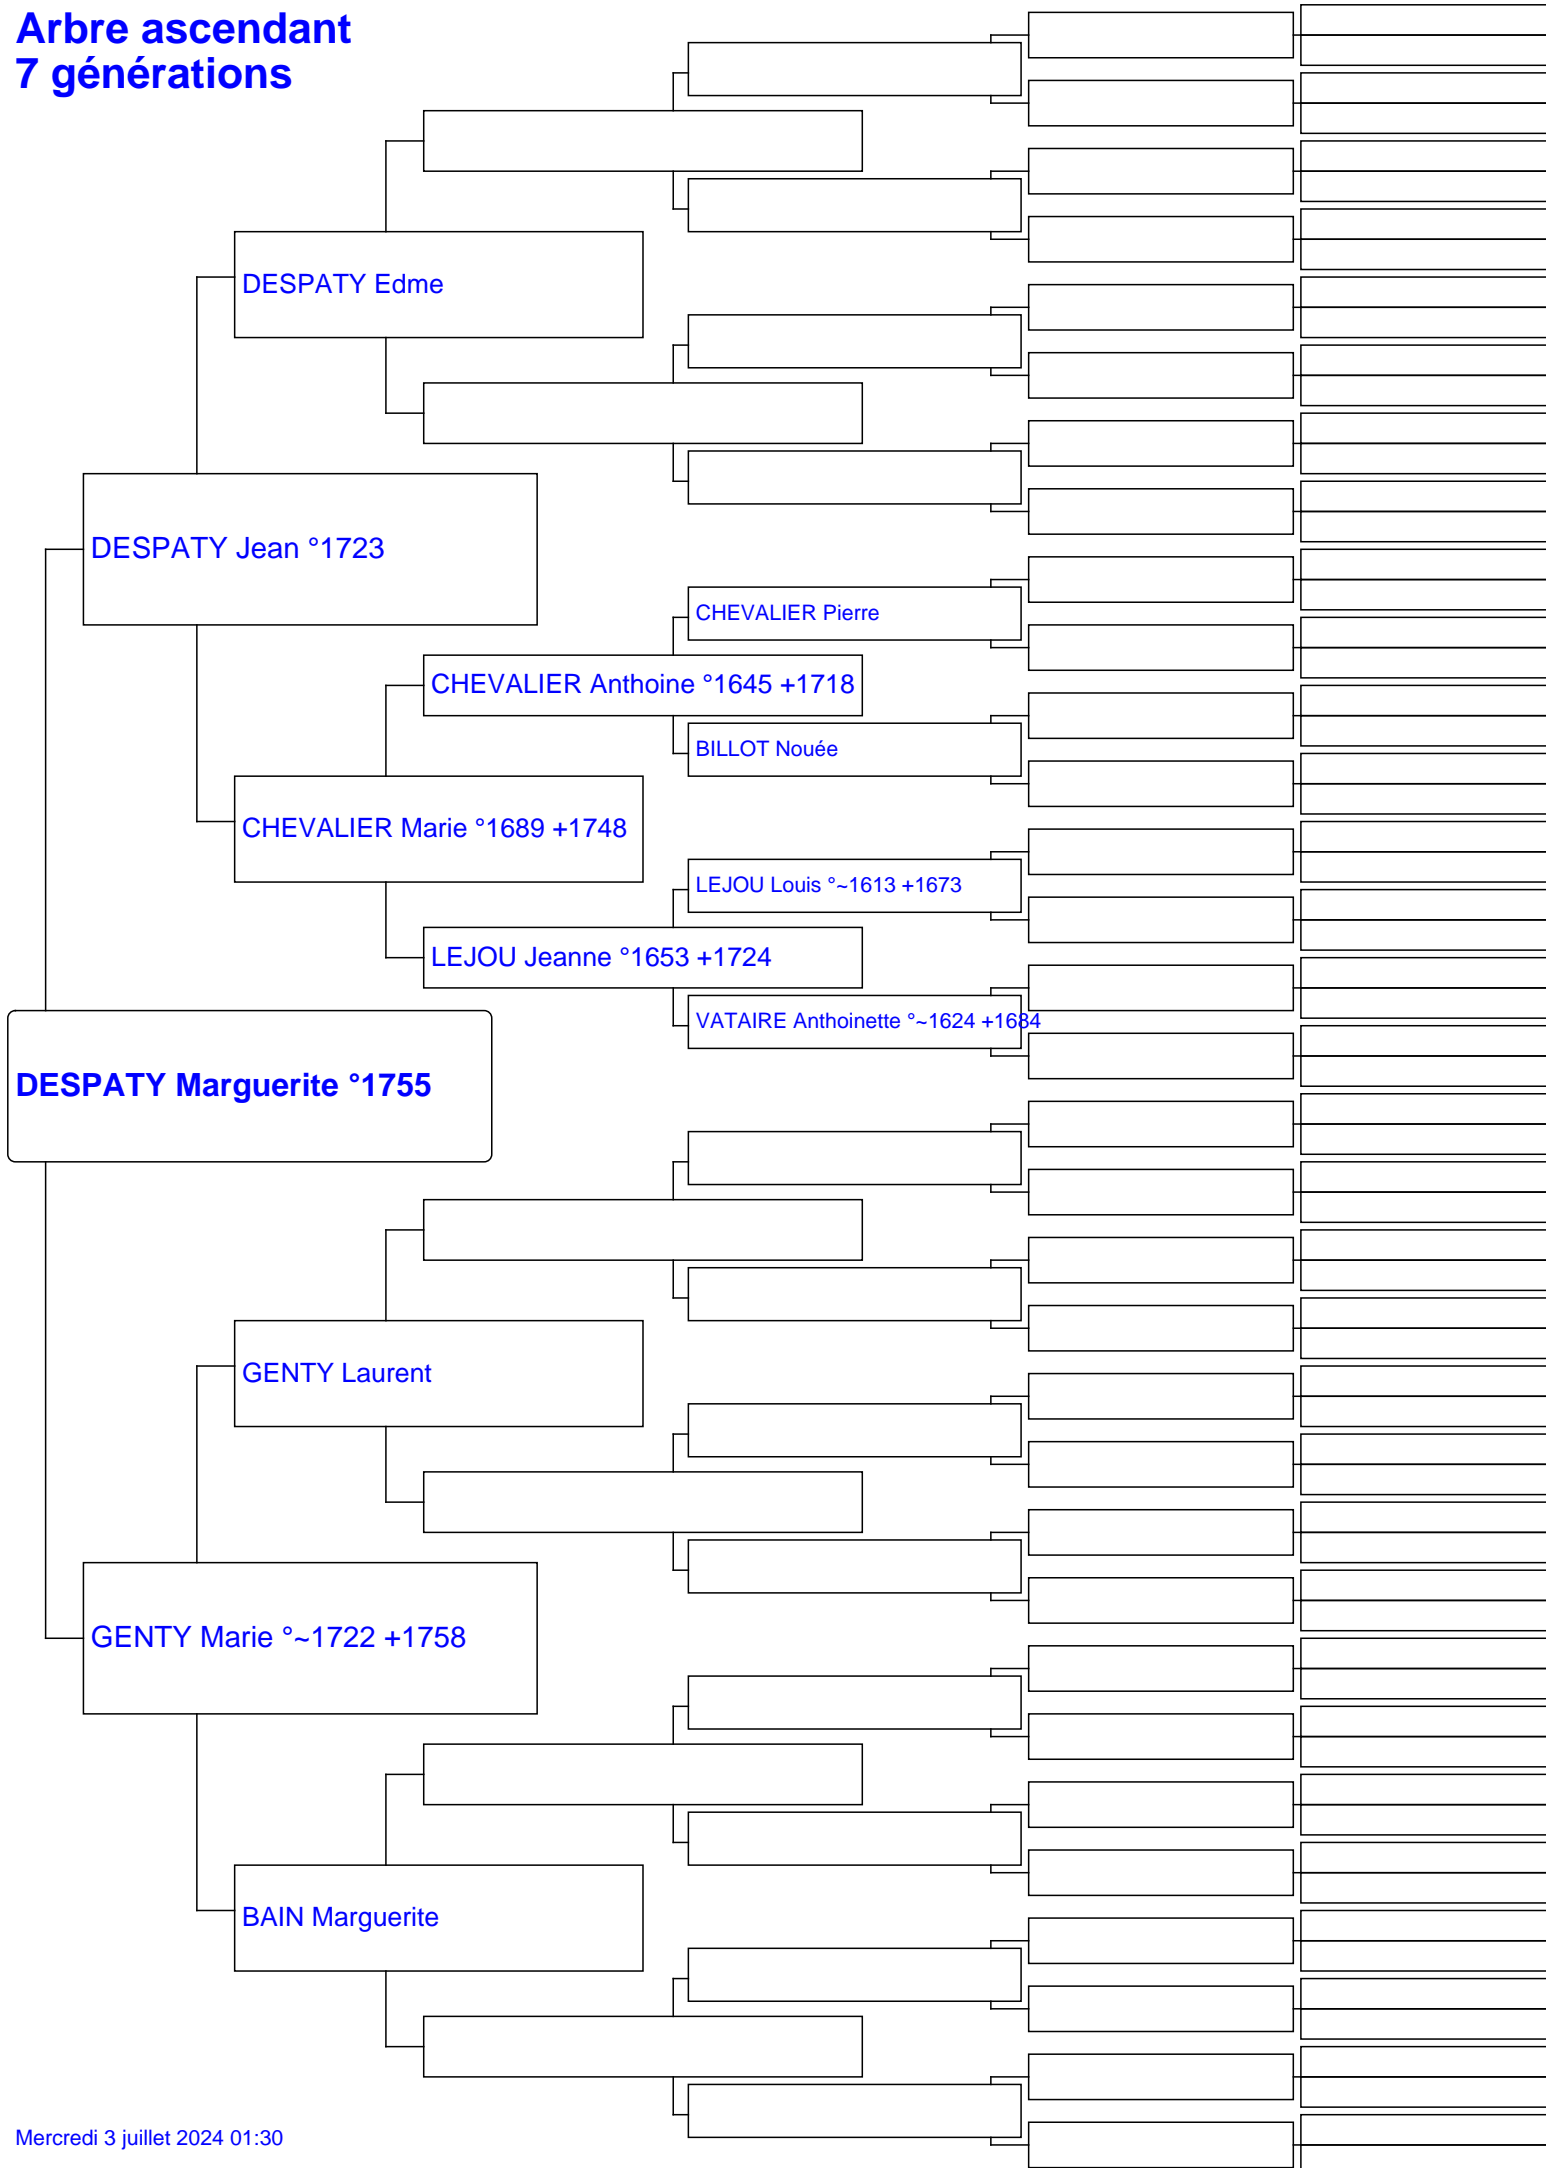 Arbre ascendant
7 générations
DESPATY Edme
DESPATY Jean °1723
CHEVALIER Pierre
CHEVALIER Anthoine °1645 +1718
BILLOT Nouée
CHEVALIER Marie °1689 +1748
LEJOU Louis °~1613 +1673
LEJOU Jeanne °1653 +1724
VATAIRE Anthoinette °~1624 +1684
DESPATY Marguerite °1755
GENTY Laurent
GENTY Marie °~1722 +1758
BAIN Marguerite
Mercredi 3 juillet 2024 01:30